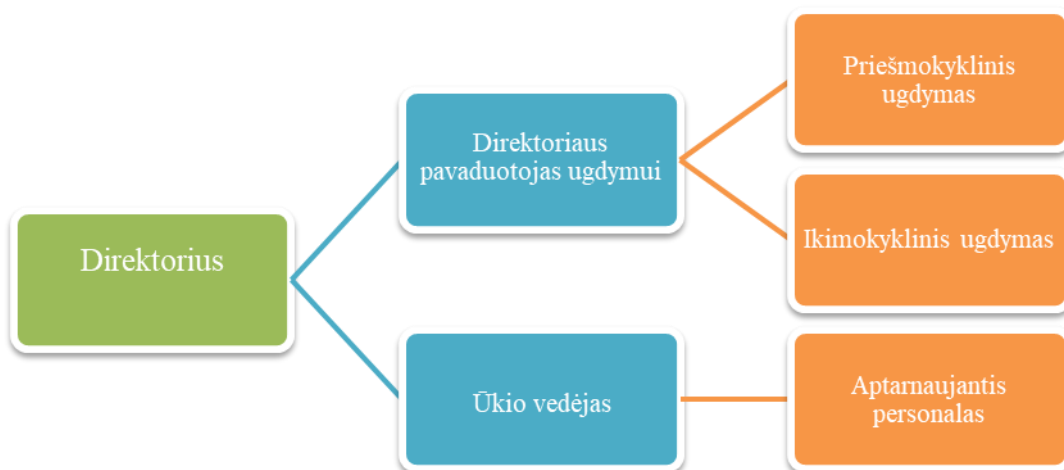 Direktorius
Direktoriaus
pavaduotojas ugdymui
Priešmokyklinis
ugdymas
Ikimokyklinis ugdymas
Ūkio vedėjas
Aptarnaujantis
personalas